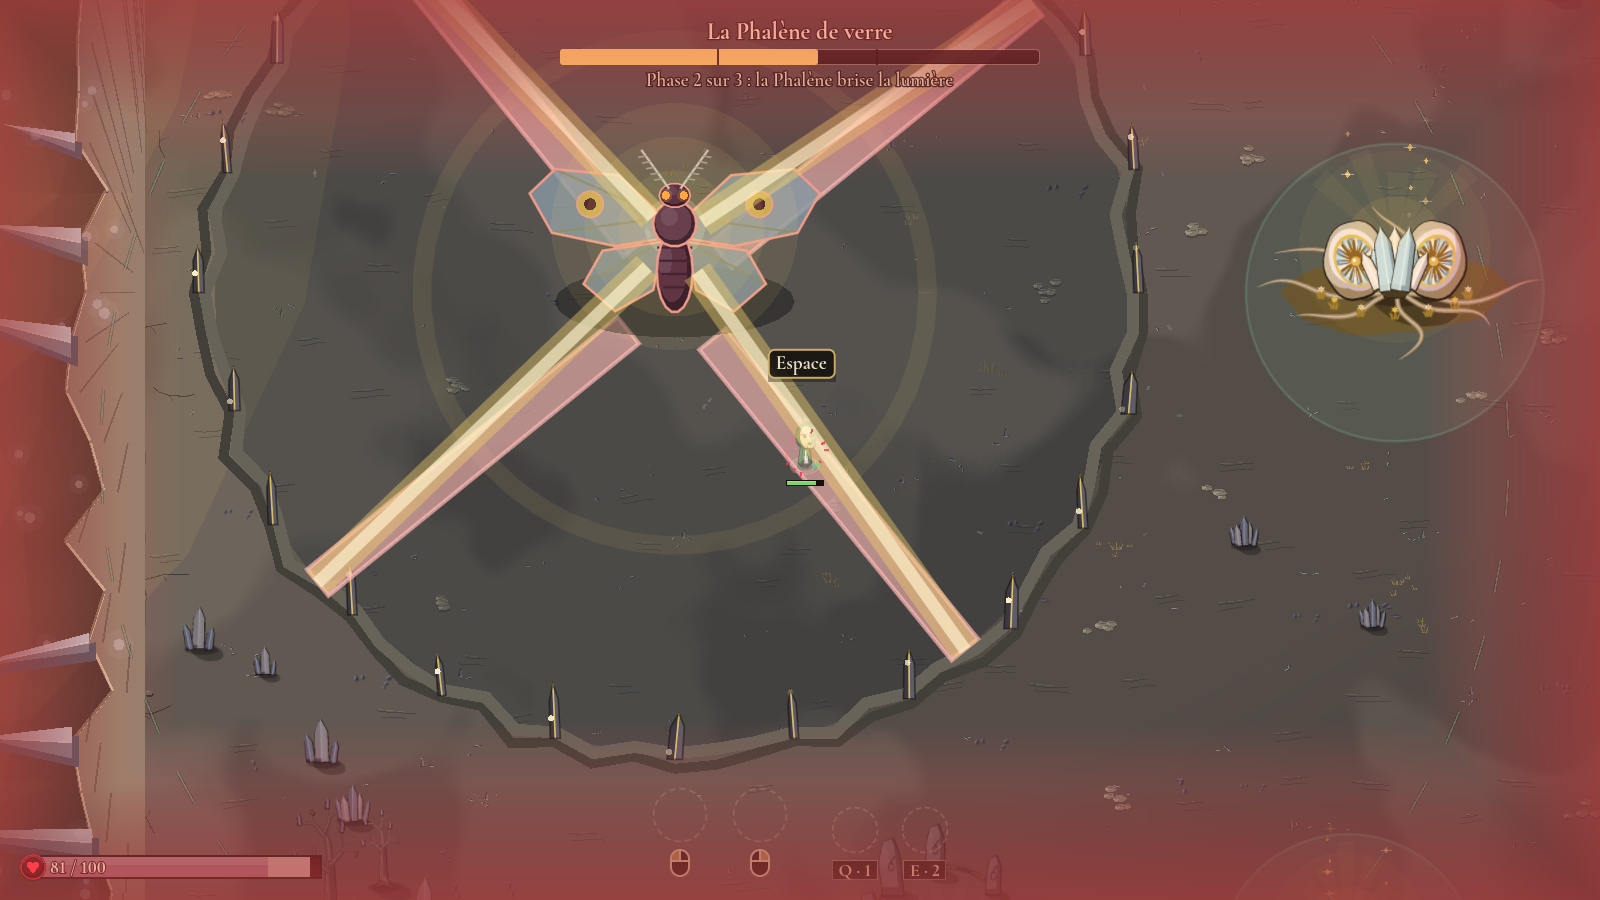 La Phalène de verre
Phase 2 sur 3 : la Phalène brise la lumière
Espace
81 / 100
Q · 1
E · 2